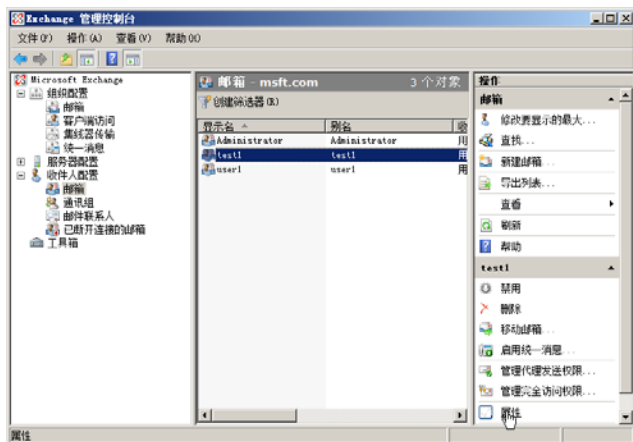 Exchange 管理控制台
文件(F) 操作(A) 查看(V) 帮助(H)
Microsoft Exchange
组织配置
邮箱
客户端访问
集线器传输
统一消息
服务器配置
收件人配置
邮箱
通讯组
邮件联系人
已断开连接的邮箱
工具箱
邮箱 - msft.com 3 个对象
创建筛选器(R)
显示名 别名
Administrator Administrator 用
test1 test1 用
user1 user1 用
操作
邮箱
修改要显示的最大...
查找...
新建邮箱...
导出列表...
查看
刷新
帮助
test1
禁用
删除
移动邮箱...
启用统一消息...
管理代理发送权限...
管理完全访问权限...
属性
属性